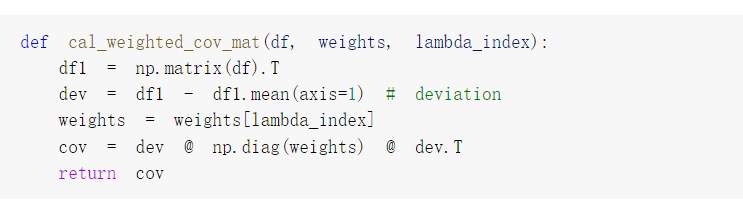 def cal_weighted_cov_mat(df, weights, lambda_index):
    df1 = np.matrix(df).T
    dev = df1 - df1.mean(axis=1) # deviation
    weights = weights[lambda_index]
    cov = dev @ np.diag(weights) @ dev.T
    return cov